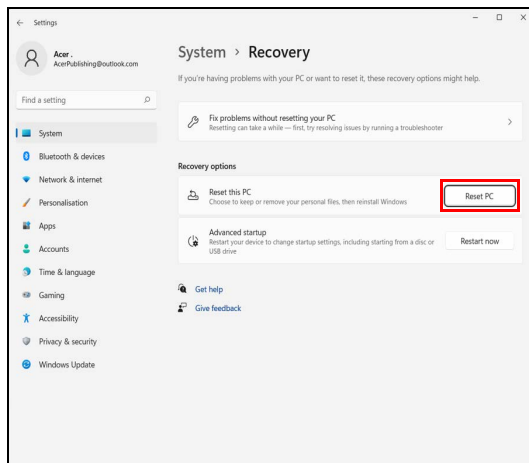 Settings
Acer .
AcerPublishing@outlook.com
Find a setting
System
Bluetooth & devices
Network & internet
Personalisation
Apps
Accounts
Time & language
Gaming
Accessibility
Privacy & security
Windows Update
System > Recovery
If you're having problems with your PC or want to reset it, these recovery options might help.
Fix problems without resetting your PC
Resetting can take a while — first, try resolving issues by running a troubleshooter
Recovery options
Reset this PC
Choose to keep or remove your personal files, then reinstall Windows
Reset PC
Advanced startup
Restart your device to change startup settings, including starting from a disc or
USB drive
Restart now
Get help
Give feedback